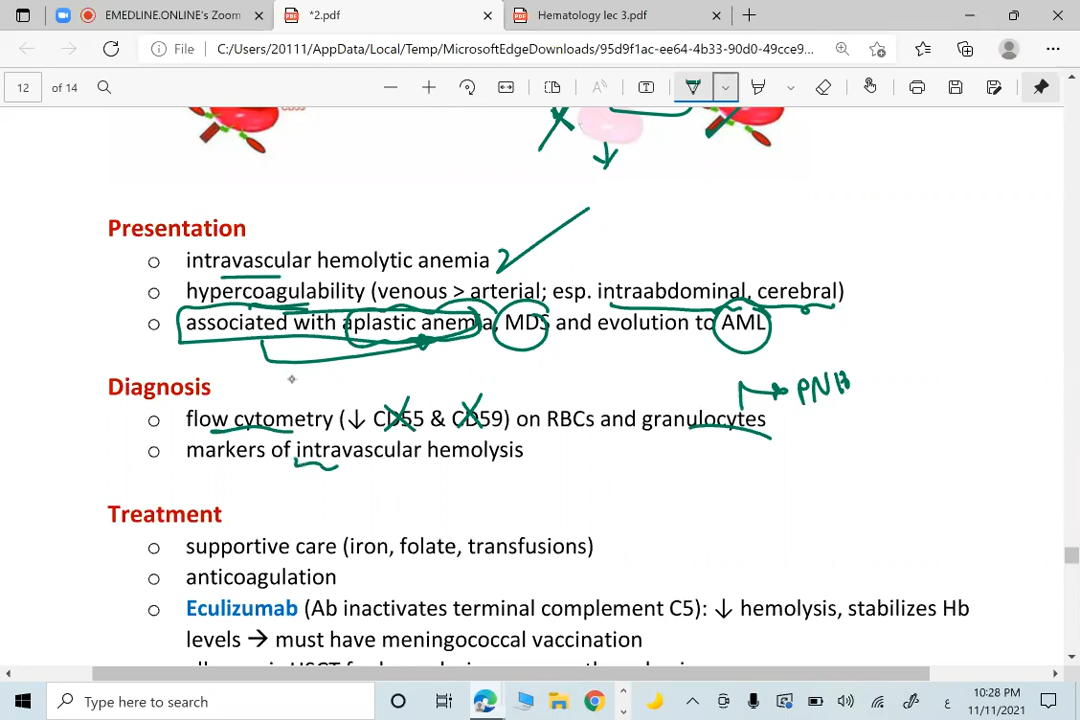 EMEDLINE.ONLINE's Zoom
*2.pdf
Hematology lec 3.pdf
File
C:/Users/20111/AppData/Local/Temp/MicrosoftEdgeDownloads/95d9f1ac-ee64-4b33-90d0-49cce9...
12 of 14
Presentation
intravascular hemolytic anemia
hypercoagulability (venous > arterial; esp. intraabdominal, cerebral)
associated with aplastic anemia, MDS and evolution to AML
Diagnosis
PNH
flow cytometry (↓ CD55 & CD59) on RBCs and granulocytes
markers of intravascular hemolysis
Treatment
supportive care (iron, folate, transfusions)
anticoagulation
Eculizumab (Ab inactivates terminal complement C5): ↓ hemolysis, stabilizes Hb
levels → must have meningococcal vaccination
Type here to search
ع
10:28 PM
11/11/2021